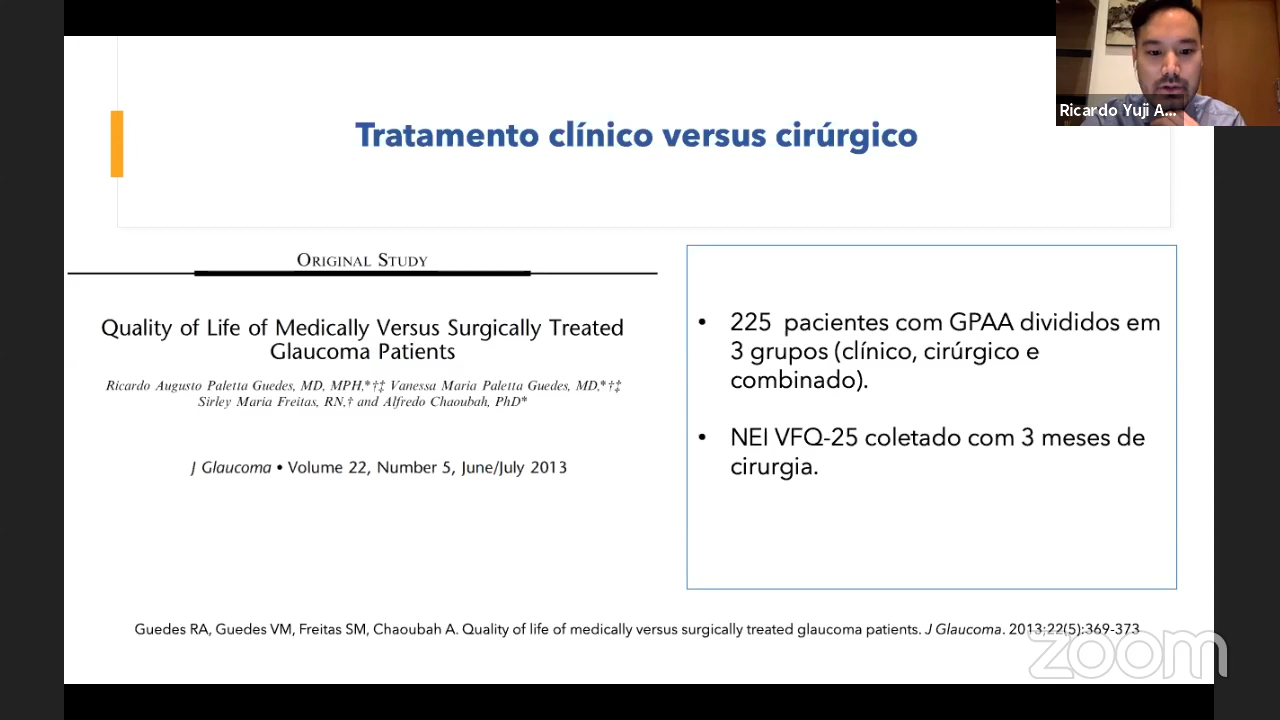 Ricardo Yuji A...
Tratamento clínico versus cirúrgico
ORIGINAL STUDY
Quality of Life of Medically Versus Surgically Treated
Glaucoma Patients
Ricardo Augusto Paletta Guedes, MD, MPH,*†‡ Vanessa Maria Paletta Guedes, MD,*†‡
Sirley Maria Freitas, RN,† and Alfredo Chaoubah, PhD*
J Glaucoma • Volume 22, Number 5, June/July 2013
• 225 pacientes com GPAA divididos em
3 grupos (clínico, cirúrgico e
combinado).
• NEI VFQ-25 coletado com 3 meses de
cirurgia.
Guedes RA, Guedes VM, Freitas SM, Chaoubah A. Quality of life of medically versus surgically treated glaucoma patients. J Glaucoma. 2013;22(5):369-373
zoom